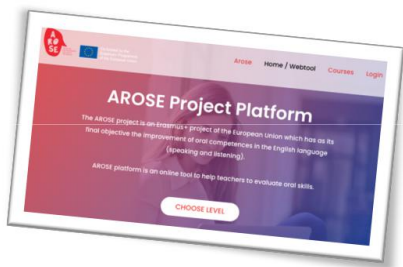 A
RO
SE
Arose
Home / Webtool
Courses
Login
AROSE Project Platform
The AROSE project is an Erasmus+ project of the European Union which has as its
final objective the improvement of oral competences in the English language
(speaking and listening).
AROSE platform is an online tool to help teachers to evaluate oral skills.
CHOOSE LEVEL